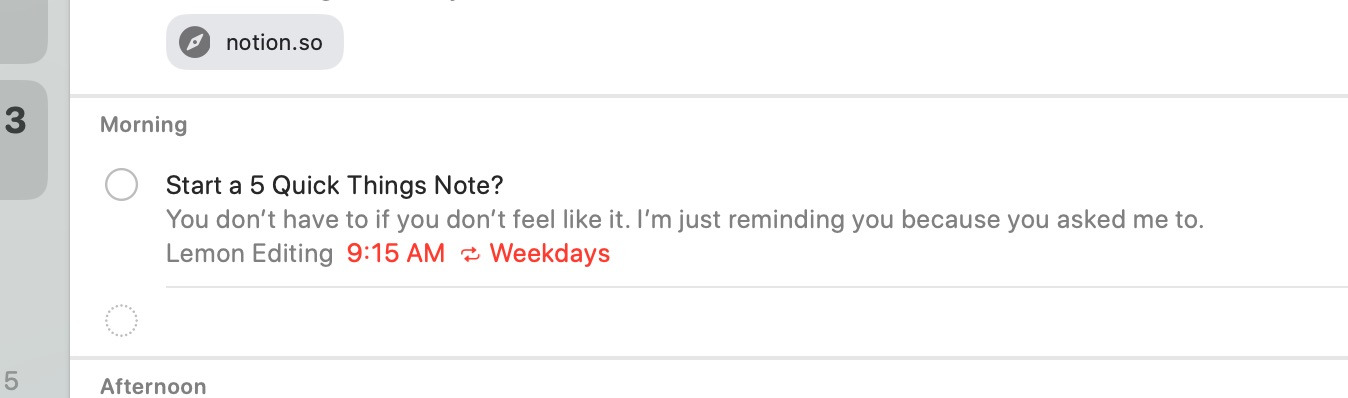 notion.so
3
Morning
Start a 5 Quick Things Note?
You don’t have to if you don’t feel like it. I’m just reminding you because you asked me to.
Lemon Editing 9:15 AM Weekdays
5
Afternoon